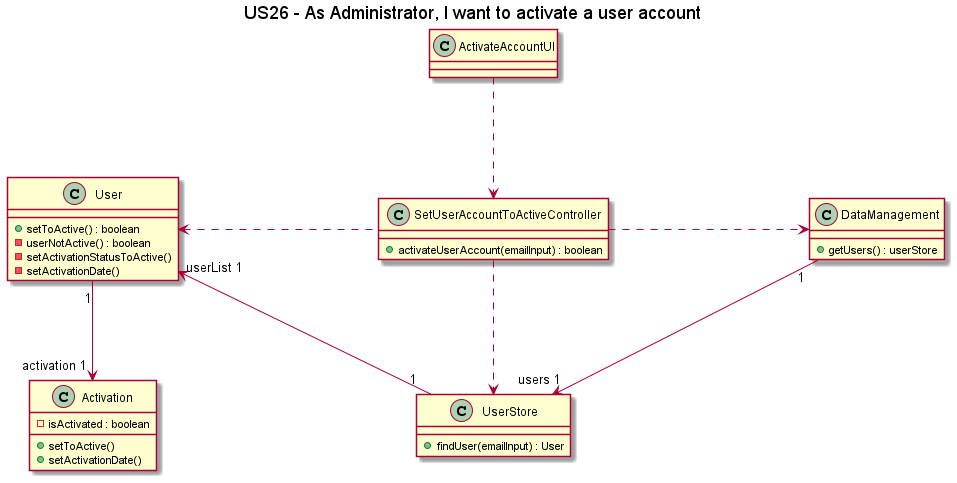 US26 - As Administrator, I want to activate a user account
C ActivateAccountUI
C User
setToActive() : boolean
userNotActive() : boolean
setActivationStatusToActive()
setActivationDate()
C SetUserAccountToActiveController
activateUserAccount(emailInput) : boolean
C DataManagement
getUsers() : userStore
userList 1
1
1
activation 1
1
users 1
C Activation
isActivated : boolean
setToActive()
setActivationDate()
C UserStore
findUser(emailInput) : User